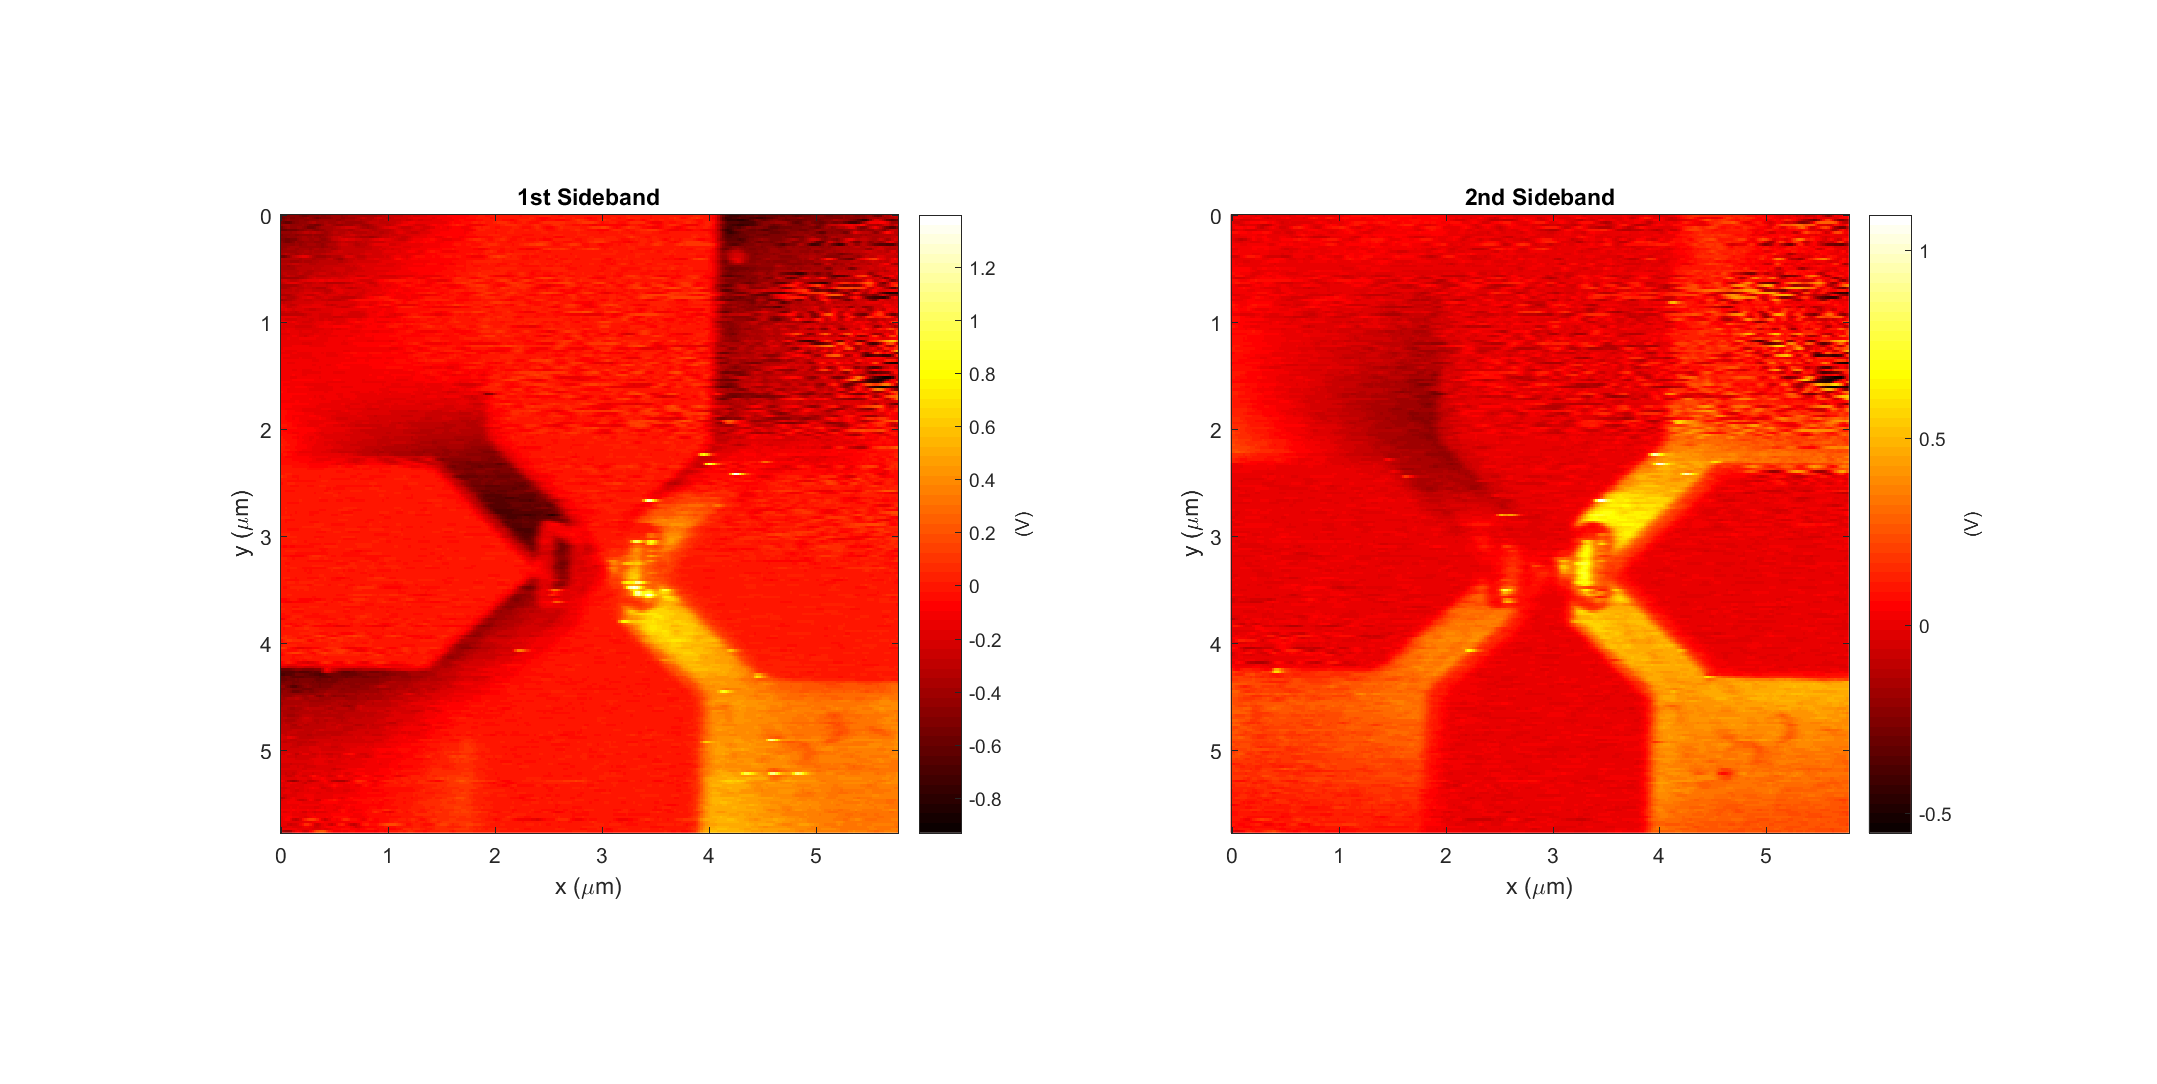 1st Sideband
0
1
2
3
4
5
y (μm)
0 1 2 3 4 5
x (μm)
1.2
1
0.8
0.6
0.4
0.2
0
-0.2
-0.4
-0.6
-0.8
(V)
2nd Sideband
0
1
2
3
4
5
y (μm)
0 1 2 3 4 5
x (μm)
1
0.5
0
-0.5
(V)